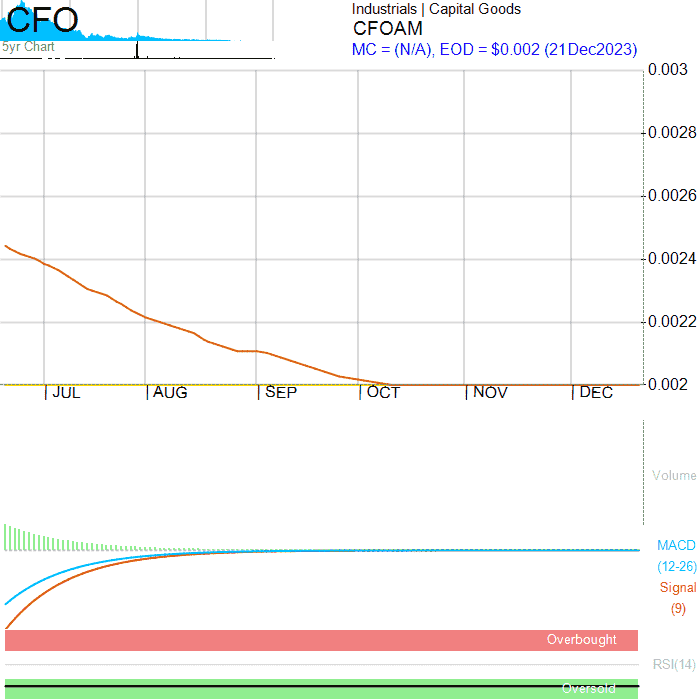 CFO
5yr Chart
Industrials | Capital Goods
CFOAM
MC = (N/A), EOD = $0.002 (21Dec2023)
0.003
0.0028
0.0026
0.0024
0.0022
0.002
JUL
AUG
SEP
OCT
NOV
DEC
Volume
MACD
(12-26)
Signal
(9)
Overbought
RSI(14)
Oversold